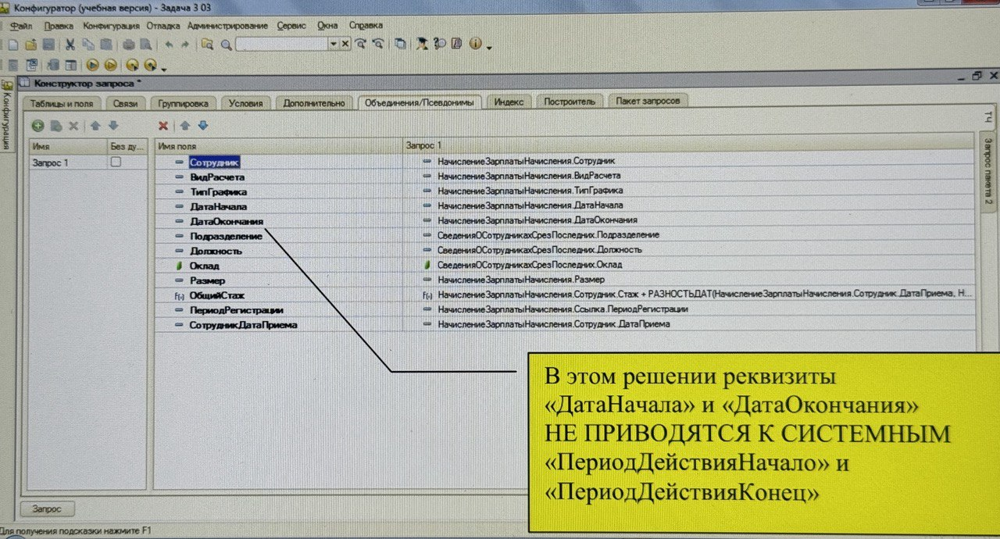 Конфигуратор (учебная версия) - Задача 3 03
Файл Правка Конфигурация Отладка Администрирование Сервис Окна Справка
Конфигурация
Конструктор запроса *
Таблицы и поля Связи Группировка Условия Дополнительно Объединения/Псевдонимы Индекс Построитель Пакет запросов
ТЧ
Запрос пакета 2
Имя Без ду... Имя поля Запрос 1
Запрос 1 Сотрудник НачислениеЗарплатыНачисления.Сотрудник
ВидРасчета НачислениеЗарплатыНачисления.ВидРасчета
ТипГрафика НачислениеЗарплатыНачисления.ТипГрафика
ДатаНачала НачислениеЗарплатыНачисления.ДатаНачала
ДатаОкончания НачислениеЗарплатыНачисления.ДатаОкончания
Подразделение СведенияОСотрудникахСрезПоследних.Подразделение
Должность СведенияОСотрудникахСрезПоследних.Должность
Оклад СведенияОСотрудникахСрезПоследних.Оклад
Размер НачислениеЗарплатыНачисления.Размер
f(.) ОбщийСтаж f(.) НачислениеЗарплатыНачисления.Сотрудник.Стаж + РАЗНОСТЬДАТ(НачислениеЗарплатыНачисления.Сотрудник.ДатаПриема, Н...
ПериодРегистрации НачислениеЗарплатыНачисления.Ссылка.ПериодРегистрации
СотрудникДатаПриема НачислениеЗарплатыНачисления.Сотрудник.ДатаПриема
В этом решении реквизиты
«ДатаНачала» и «ДатаОкончания»
НЕ ПРИВОДЯТСЯ К СИСТЕМНЫМ
«ПериодДействияНачало» и
«ПериодДействияКонец»
Запрос
Для получения подсказки нажмите F1